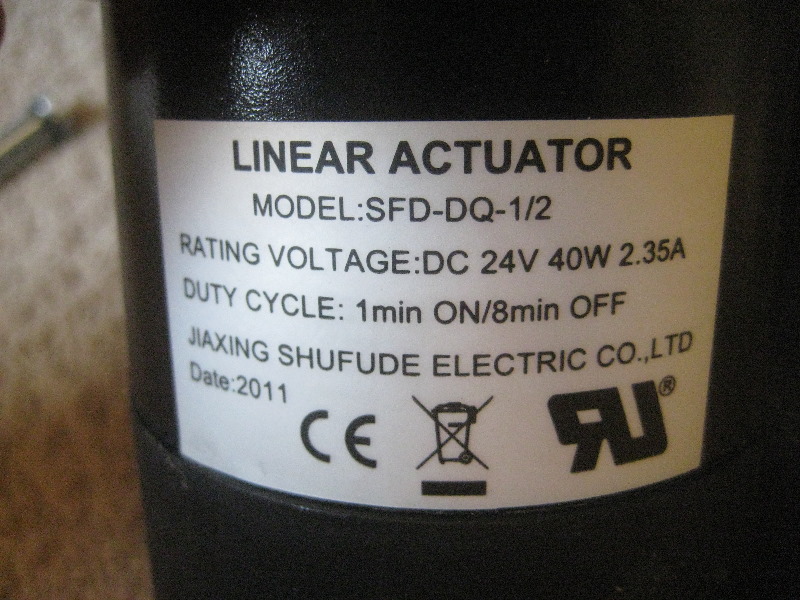 LINEAR ACTUATOR
MODEL:SFD-DQ-1/2
RATING VOLTAGE:DC 24V 40W 2.35A
DUTY CYCLE: 1min ON/8min OFF
JIAXING SHUFUDE ELECTRIC CO.,LTD
Date:2011
CE RU®